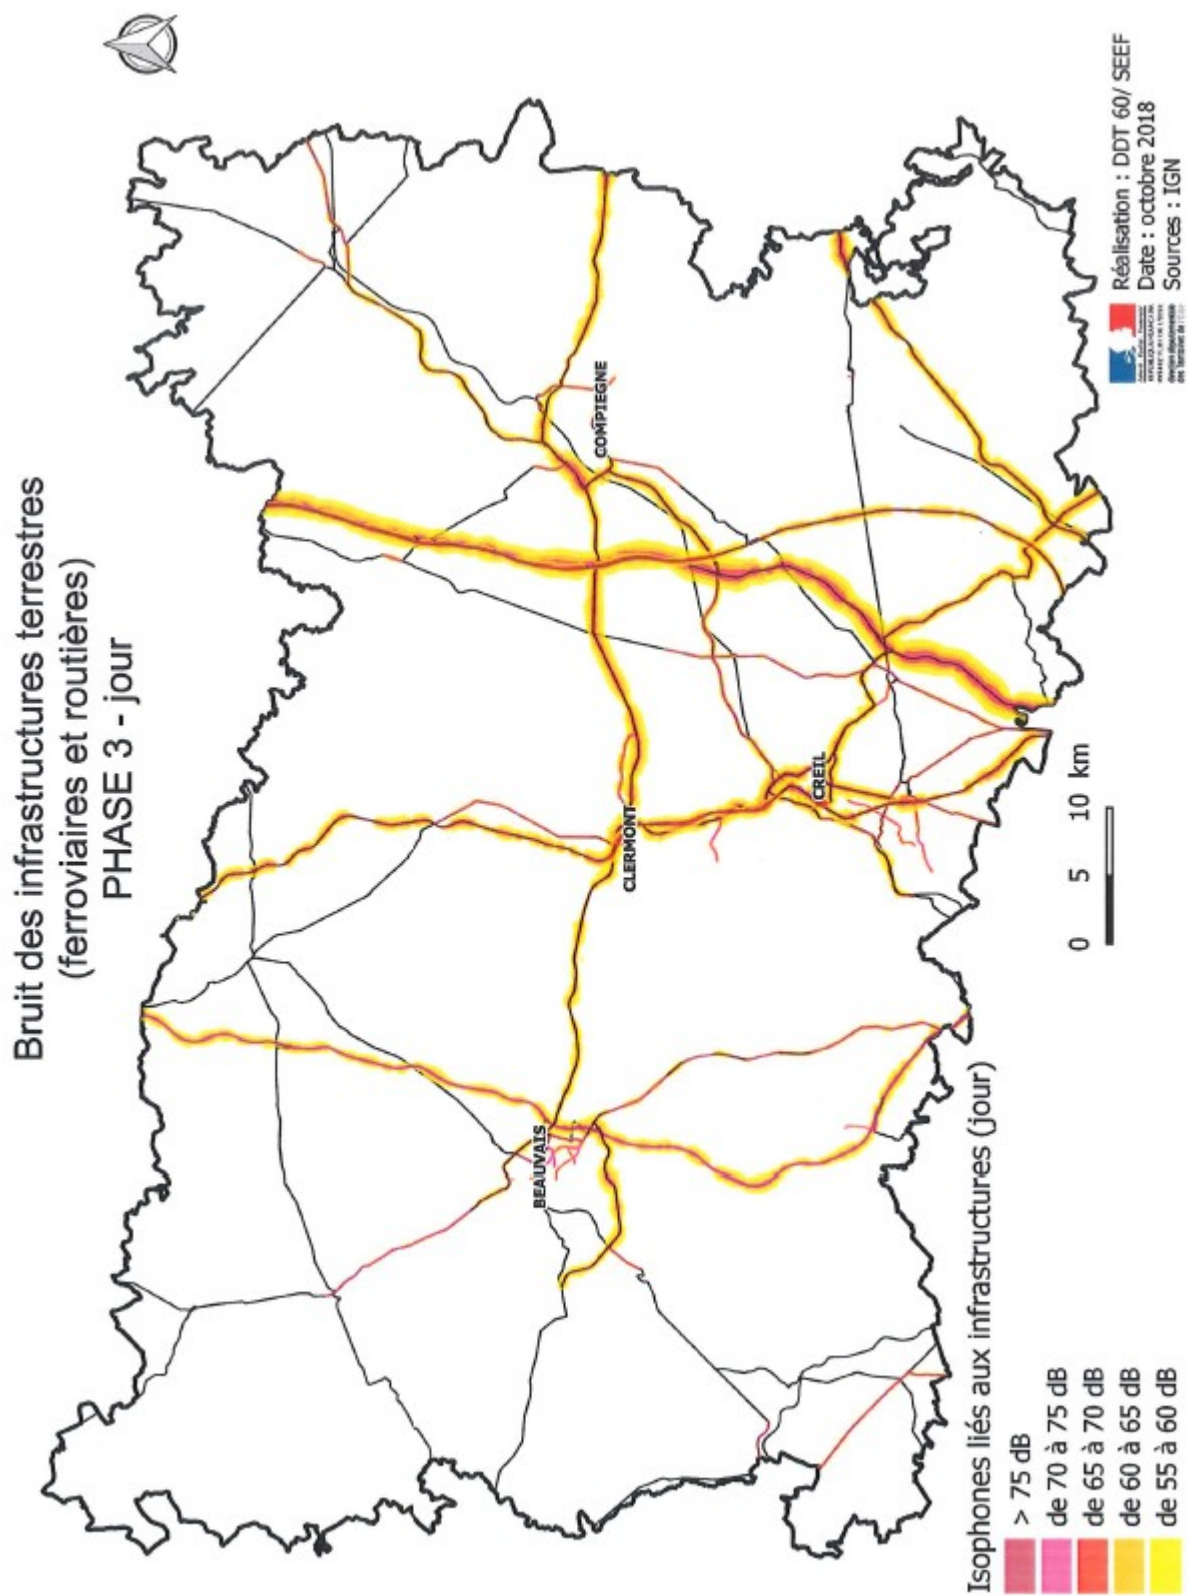 Bruit des infrastructures terrestres
(ferroviaires et routières)
PHASE 3 - jour
COMPIEGNE
CLERMONT
CREIL
BEAUVAIS
0 5 10 km
Isophones liés aux infrastructures (jour)
> 75 dB
de 70 à 75 dB
de 65 à 70 dB
de 60 à 65 dB
de 55 à 60 dB
Réalisation : DDT 60/ SEEF
Date : octobre 2018
Sources : IGN